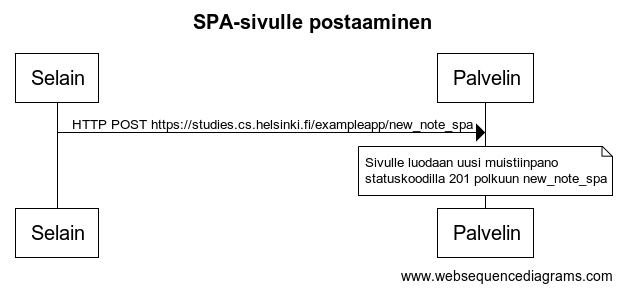 SPA-sivulle postaaminen
Selain
Palvelin
HTTP POST https://studies.cs.helsinki.fi/exampleapp/new_note_spa
Sivulle luodaan uusi muistiinpano
statuskoodilla 201 polkuun new_note_spa
Selain
Palvelin
www.websequencediagrams.com